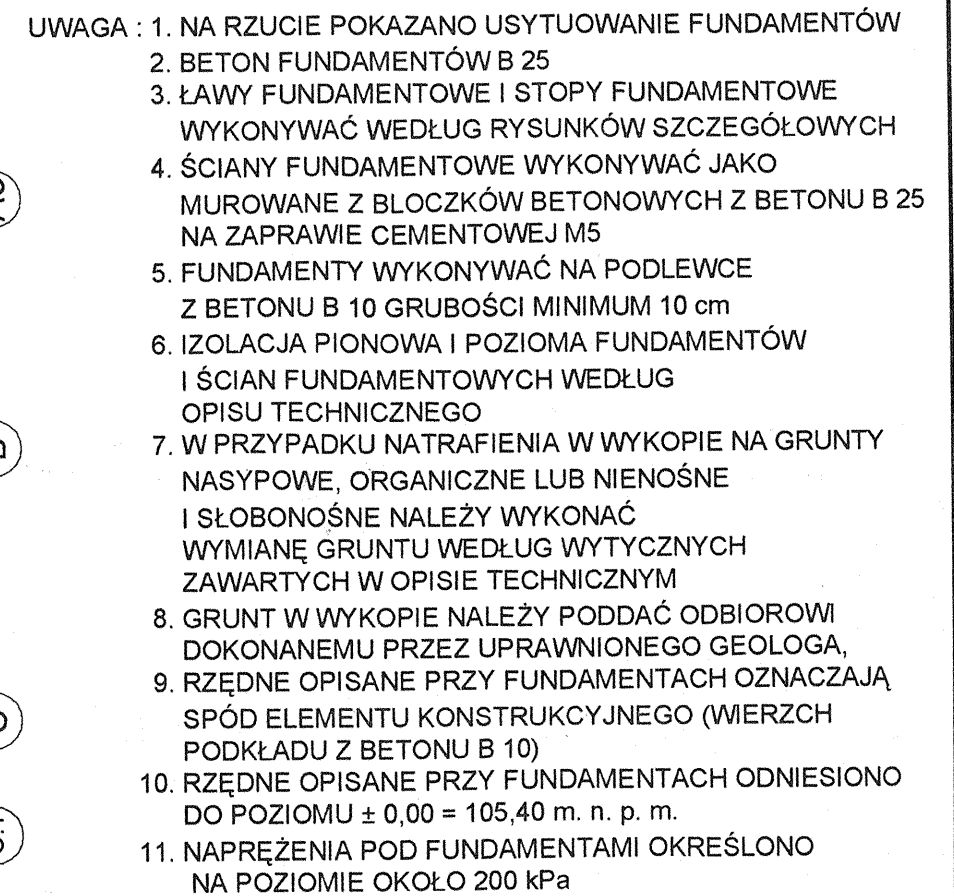 UWAGA : 1. NA RZUCIE POKAZANO USYTUOWANIE FUNDAMENTÓW
2. BETON FUNDAMENTÓW B 25
3. ŁAWY FUNDAMENTOWE I STOPY FUNDAMENTOWE
WYKONYWAĆ WEDŁUG RYSUNKÓW SZCZEGÓŁOWYCH
4. ŚCIANY FUNDAMENTOWE WYKONYWAĆ JAKO
MUROWANE Z BLOCZKÓW BETONOWYCH Z BETONU B 25
NA ZAPRAWIE CEMENTOWEJ M5
5. FUNDAMENTY WYKONYWAĆ NA PODLEWCE
Z BETONU B 10 GRUBOŚCI MINIMUM 10 cm
6. IZOLACJA PIONOWA I POZIOMA FUNDAMENTÓW
I ŚCIAN FUNDAMENTOWYCH WEDŁUG
OPISU TECHNICZNEGO
7. W PRZYPADKU NATRAFIENIA W WYKOPIE NA GRUNTY
NASYPOWE, ORGANICZNE LUB NIENOŚNE
I SŁOBONOŚNE NALEŻY WYKONAĆ
WYMIANĘ GRUNTU WEDŁUG WYTYCZNYCH
ZAWARTYCH W OPISIE TECHNICZNYM
8. GRUNT W WYKOPIE NALEŻY PODDAĆ ODBIOROWI
DOKONANEMU PRZEZ UPRAWNIONEGO GEOLOGA,
9. RZĘDNE OPISANE PRZY FUNDAMENTACH OZNACZAJĄ
SPÓD ELEMENTU KONSTRUKCYJNEGO (WIERZCH
PODKŁADU Z BETONU B 10)
10. RZĘDNE OPISANE PRZY FUNDAMENTACH ODNIESIONO
DO POZIOMU ± 0,00 = 105,40 m. n. p. m.
11. NAPRĘŻENIA POD FUNDAMENTAMI OKREŚLONO
NA POZIOMIE OKOŁO 200 kPa